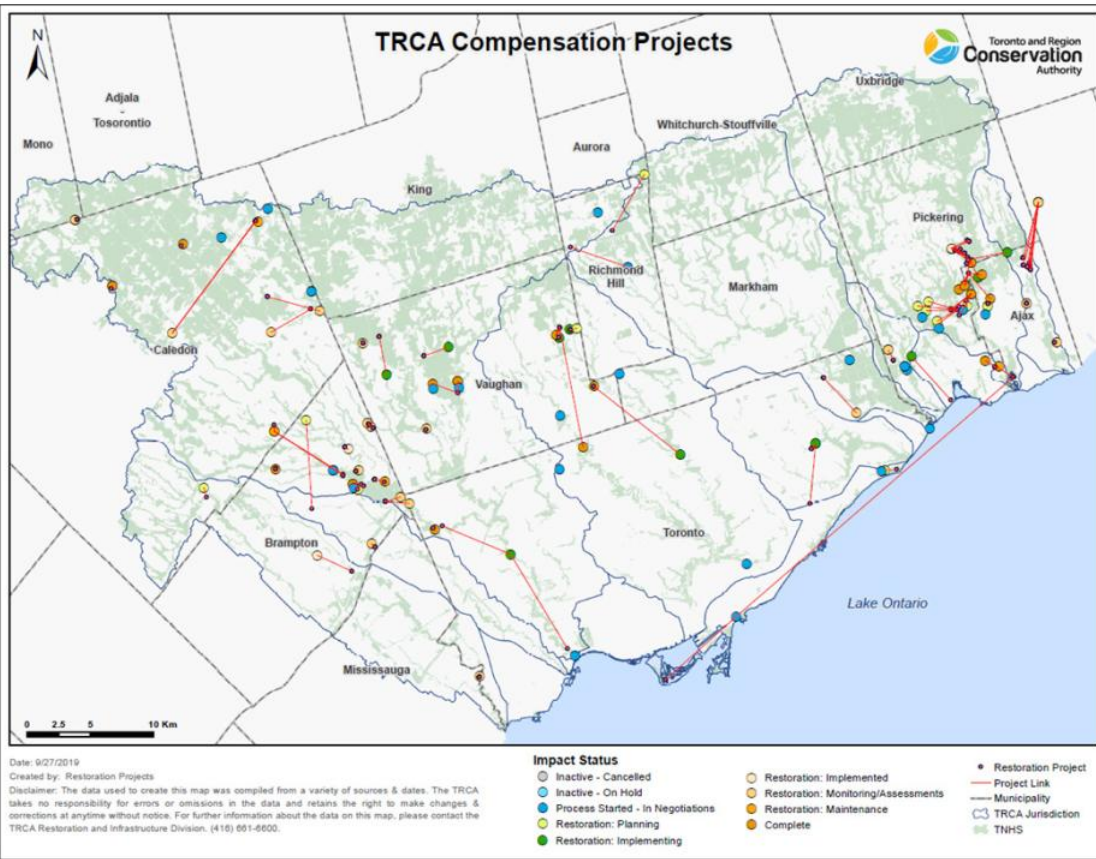 TRCA Compensation Projects
N
Toronto and Region
Conservation
Authority
Uxbridge
Adjala
-
Tosorontio
Whitchurch-Stouffville
Mono
Aurora
King
Pickering
Richmond
Hill
Markham
Ajax
Caledon
Vaughan
Toronto
Brampton
Lake Ontario
Mississauga
0 2.5 5 10 Km
Date: 9/27/2019
Created by: Restoration Projects
Disclaimer: The data used to create this map was compiled from a variety of sources & dates. The TRCA
takes no responsibility for errors or omissions in the data and retains the right to make changes &
corrections at anytime without notice. For further information about the data on this map, please contact the
TRCA Restoration and Infrastructure Division. (416) 661-6600.
Impact Status
Inactive - Cancelled
Inactive - On Hold
Process Started - In Negotiations
Restoration: Planning
Restoration: Implementing
Restoration: Implemented
Restoration: Monitoring/Assessments
Restoration: Maintenance
Complete
Restoration Project
Project Link
Municipality
TRCA Jurisdiction
TNHS